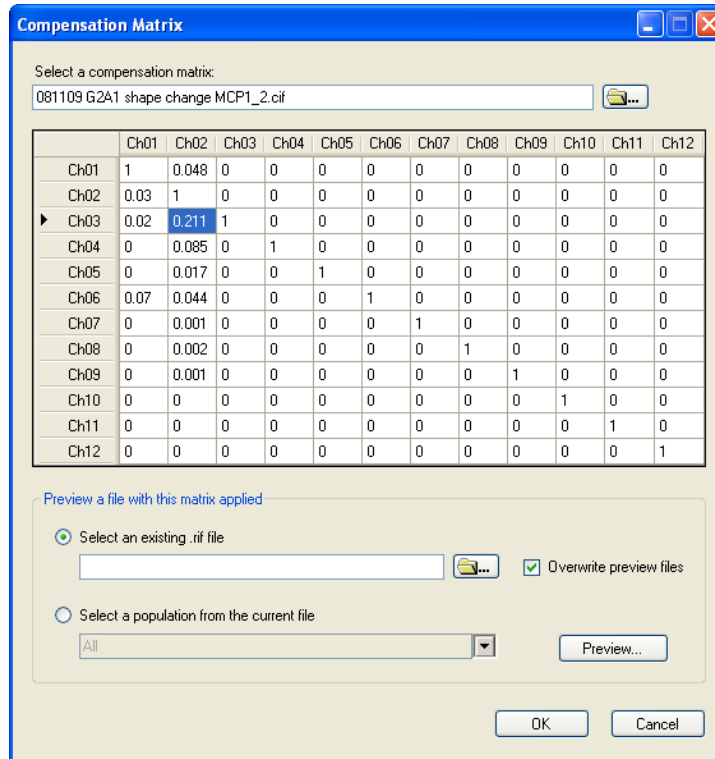 Compensation Matrix
Select a compensation matrix:
081109 G2A1 shape change MCP1_2.cif
...
Ch01 Ch02 Ch03 Ch04 Ch05 Ch06 Ch07 Ch08 Ch09 Ch10 Ch11 Ch12
Ch01 1 0.048 0 0 0 0 0 0 0 0 0 0
Ch02 0.03 1 0 0 0 0 0 0 0 0 0 0
Ch03 0.02 0.211 1 0 0 0 0 0 0 0 0 0
Ch04 0 0.085 0 1 0 0 0 0 0 0 0 0
Ch05 0 0.017 0 0 1 0 0 0 0 0 0 0
Ch06 0.07 0.044 0 0 0 1 0 0 0 0 0 0
Ch07 0 0.001 0 0 0 0 1 0 0 0 0 0
Ch08 0 0.002 0 0 0 0 0 1 0 0 0 0
Ch09 0 0.001 0 0 0 0 0 0 1 0 0 0
Ch10 0 0 0 0 0 0 0 0 0 1 0 0
Ch11 0 0 0 0 0 0 0 0 0 0 1 0
Ch12 0 0 0 0 0 0 0 0 0 0 0 1
Preview a file with this matrix applied
Select an existing .rif file
... Overwrite preview files
Select a population from the current file
All Preview...
OK Cancel